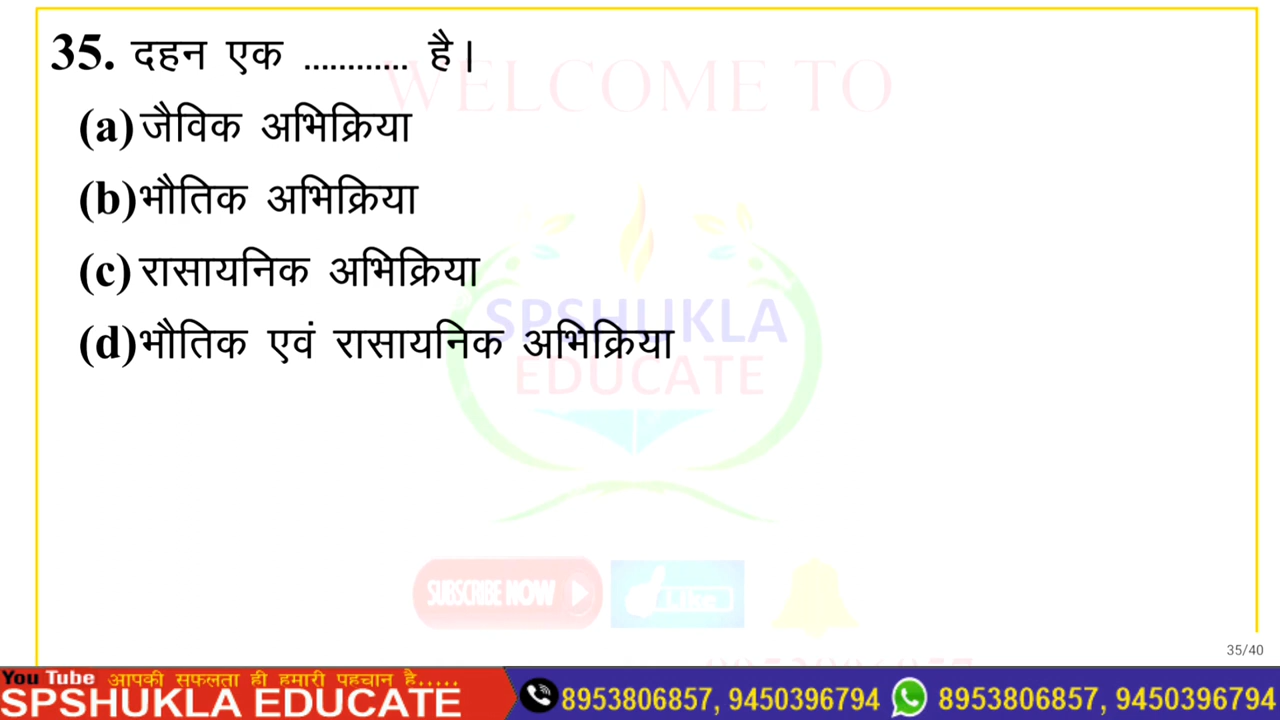 35. दहन एक ............ है।
WELCOME TO
(a) जैविक अभिक्रिया
(b) भौतिक अभिक्रिया
(c) रासायनिक अभिक्रिया
(d) भौतिक एवं रासायनिक अभिक्रिया
SPSHUKLA
EDUCATE
SUBSCRIBE NOW
Like
35/40
You Tube आपकी सफलता ही हमारी पहचान है.....
SPSHUKLA EDUCATE
8953806857, 9450396794
8953806857, 9450396794